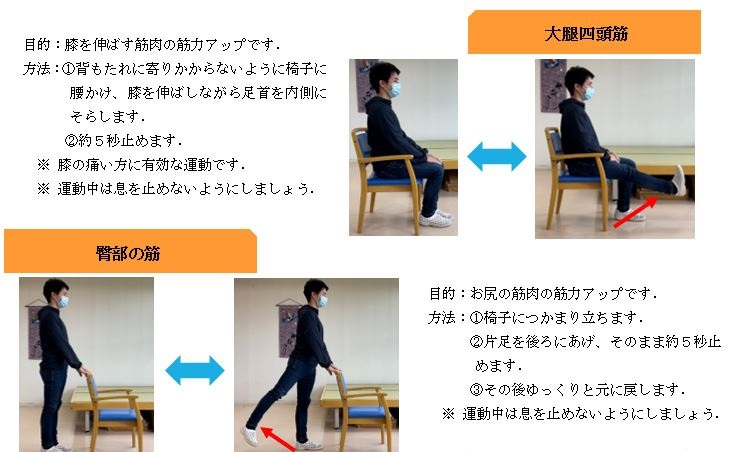 大腿四頭筋
目的：膝を伸ばす筋肉の筋力アップです．
方法：①背もたれに寄りかからないように椅子に
腰かけ、膝を伸ばしながら足首を内側に
そらします．
②約５秒止めます．
※ 膝の痛い方に有効な運動です．
※ 運動中は息を止めないようにしましょう．
臀部の筋
目的：お尻の筋肉の筋力アップです．
方法：①椅子につかまり立ちます．
②片足を後ろにあげ、そのまま約５秒止
めます．
③その後ゆっくりと元に戻します．
※ 運動中は息を止めないようにしましょう．